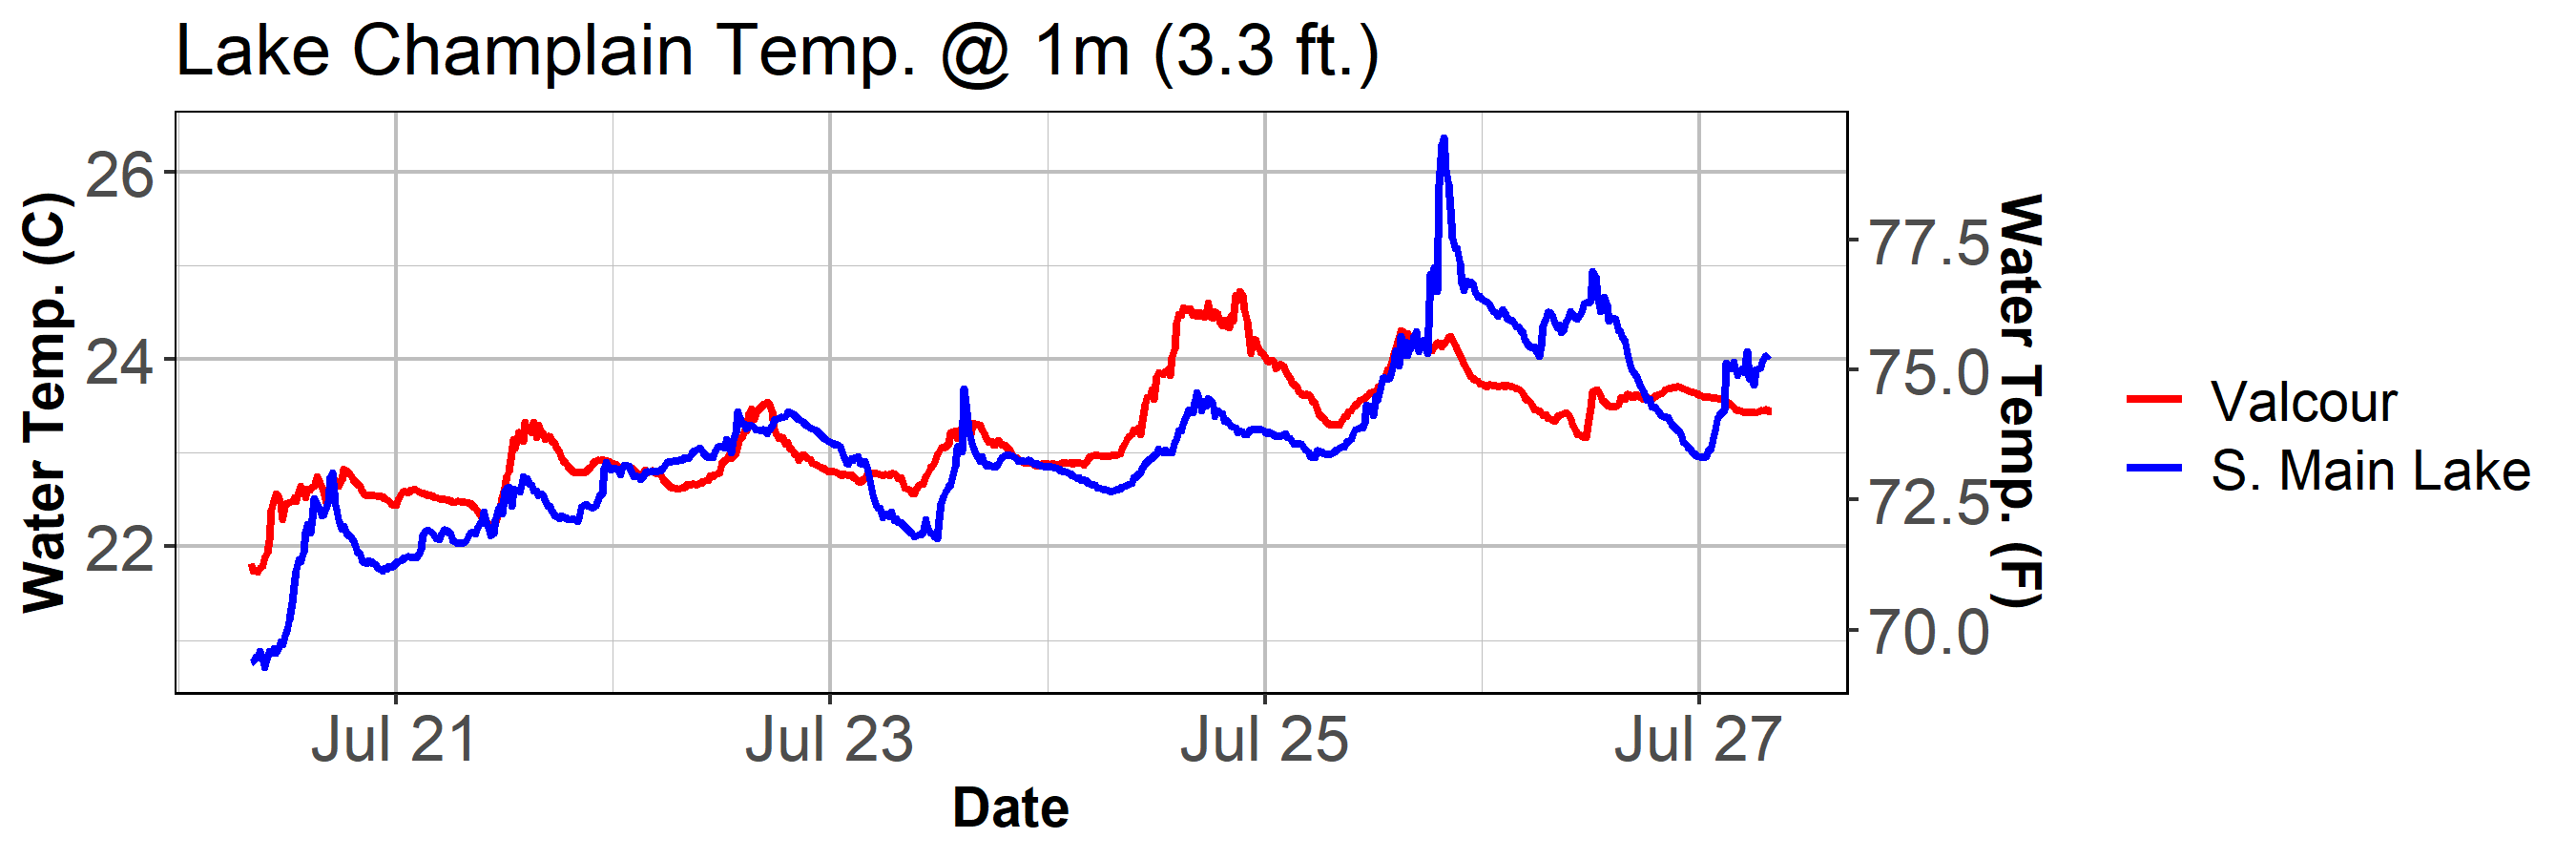 Lake Champlain Temp. @ 1m (3.3 ft.)
Water Temp. (C)
26
24
22
77.5
75.0
72.5
70.0
Water Temp. (F)
Valcour
S. Main Lake
Jul 21
Jul 23
Jul 25
Jul 27
Date